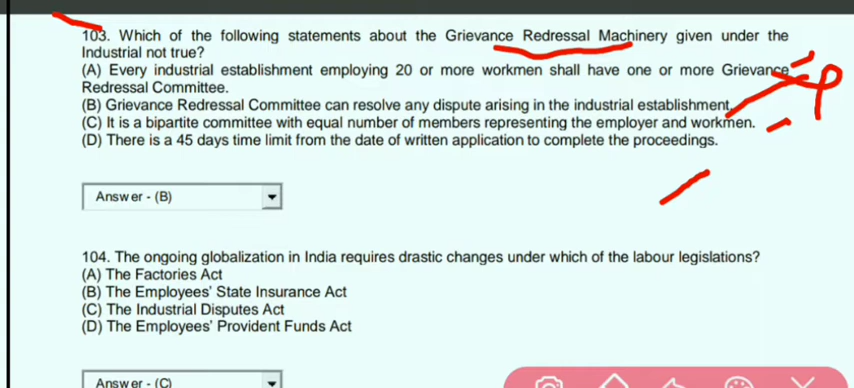 103. Which of the following statements about the Grievance Redressal Machinery given under the
Industrial not true?
(A) Every industrial establishment employing 20 or more workmen shall have one or more Grievance
Redressal Committee.
(B) Grievance Redressal Committee can resolve any dispute arising in the industrial establishment.
(C) It is a bipartite committee with equal number of members representing the employer and workmen.
(D) There is a 45 days time limit from the date of written application to complete the proceedings.
Answer - (B)
104. The ongoing globalization in India requires drastic changes under which of the labour legislations?
(A) The Factories Act
(B) The Employees' State Insurance Act
(C) The Industrial Disputes Act
(D) The Employees' Provident Funds Act
Answer - (C)